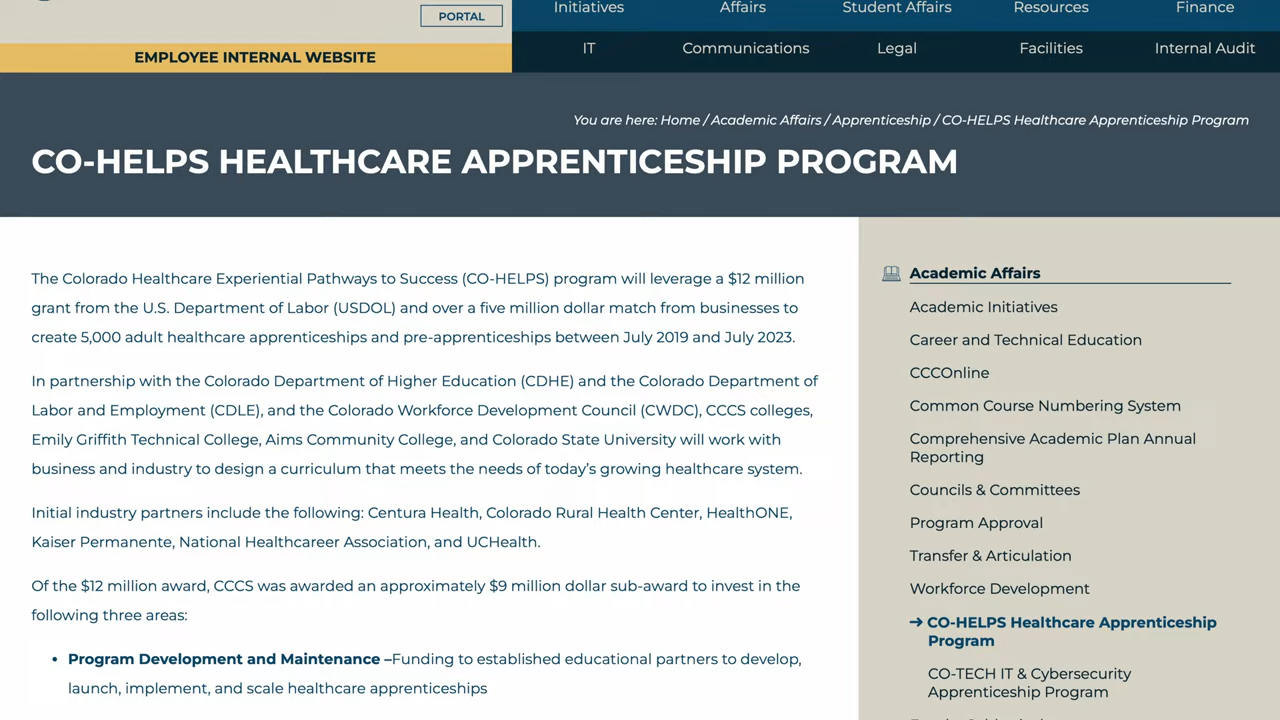 PORTAL
EMPLOYEE INTERNAL WEBSITE
Initiatives Affairs Student Affairs Resources Finance
IT Communications Legal Facilities Internal Audit
You are here: Home / Academic Affairs / Apprenticeship / CO-HELPS Healthcare Apprenticeship Program
CO-HELPS HEALTHCARE APPRENTICESHIP PROGRAM
The Colorado Healthcare Experiential Pathways to Success (CO-HELPS) program will leverage a $12 million
grant from the U.S. Department of Labor (USDOL) and over a five million dollar match from businesses to
create 5,000 adult healthcare apprenticeships and pre-apprenticeships between July 2019 and July 2023.
In partnership with the Colorado Department of Higher Education (CDHE) and the Colorado Department of
Labor and Employment (CDLE), and the Colorado Workforce Development Council (CWDC), CCCS colleges,
Emily Griffith Technical College, Aims Community College, and Colorado State University will work with
business and industry to design a curriculum that meets the needs of today’s growing healthcare system.
Initial industry partners include the following: Centura Health, Colorado Rural Health Center, HealthONE,
Kaiser Permanente, National Healthcareer Association, and UCHealth.
Of the $12 million award, CCCS was awarded an approximately $9 million dollar sub-award to invest in the
following three areas:
• Program Development and Maintenance –Funding to established educational partners to develop,
launch, implement, and scale healthcare apprenticeships
Academic Affairs
Academic Initiatives
Career and Technical Education
CCCOnline
Common Course Numbering System
Comprehensive Academic Plan Annual
Reporting
Councils & Committees
Program Approval
Transfer & Articulation
Workforce Development
➔ CO-HELPS Healthcare Apprenticeship
Program
CO-TECH IT & Cybersecurity
Apprenticeship Program